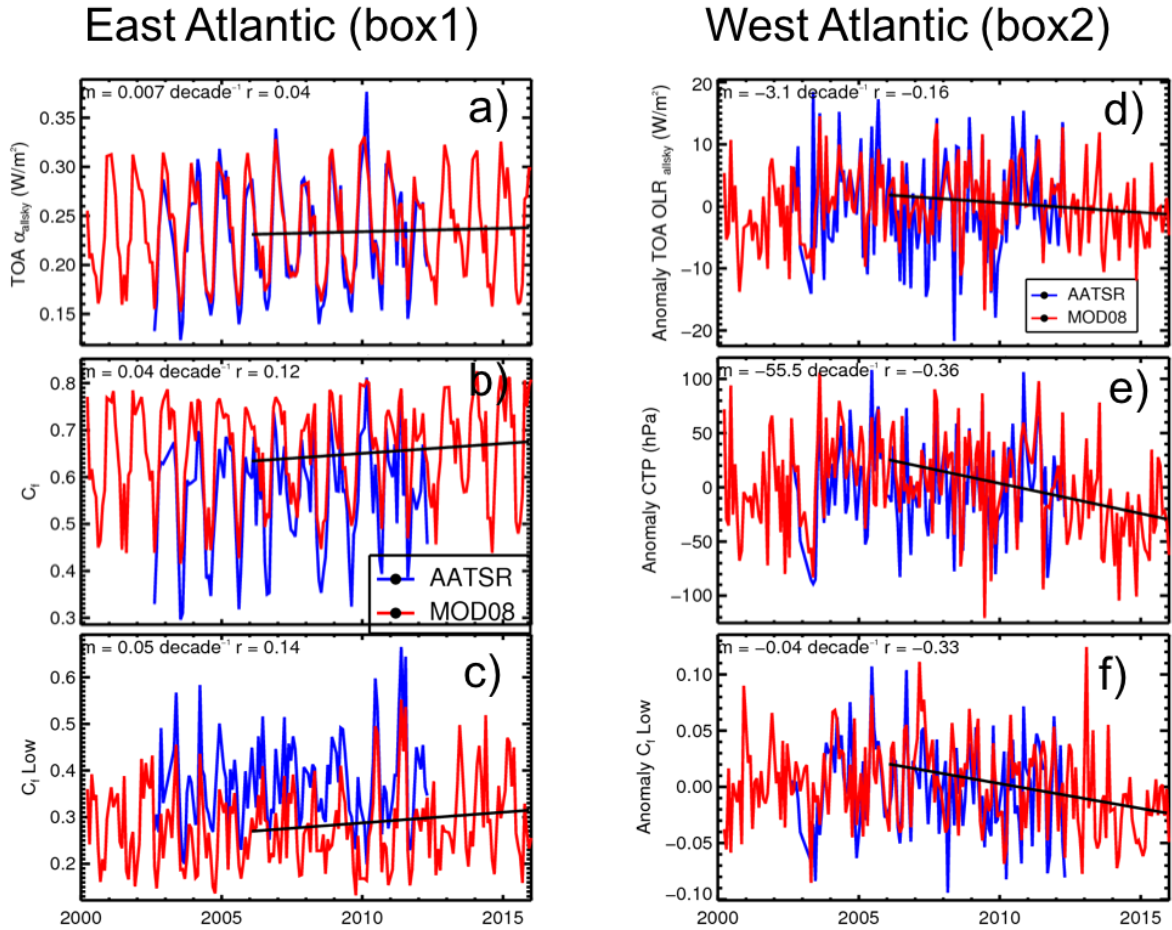 East Atlantic (box1)
West Atlantic (box2)
m = 0.007 decade⁻¹ r = 0.04
a)
TOA α allsky (W/m²)
0.35
0.30
0.25
0.20
0.15
m = 0.04 decade⁻¹ r = 0.12
b)
Cf
0.8
0.7
0.6
0.5
0.4
0.3
AATSR
MOD08
m = 0.05 decade⁻¹ r = 0.14
c)
Cf Low
0.6
0.5
0.4
0.3
0.2
2000 2005 2010 2015
m = −3.1 decade⁻¹ r = −0.16
d)
Anomaly TOA OLR allsky (W/m²)
20
10
0
−10
−20
AATSR
MOD08
m = −55.5 decade⁻¹ r = −0.36
e)
Anomaly CTP (hPa)
100
50
0
−50
−100
m = −0.04 decade⁻¹ r = −0.33
f)
Anomaly Cf Low
0.10
0.05
0.00
−0.05
−0.10
2000 2005 2010 2015